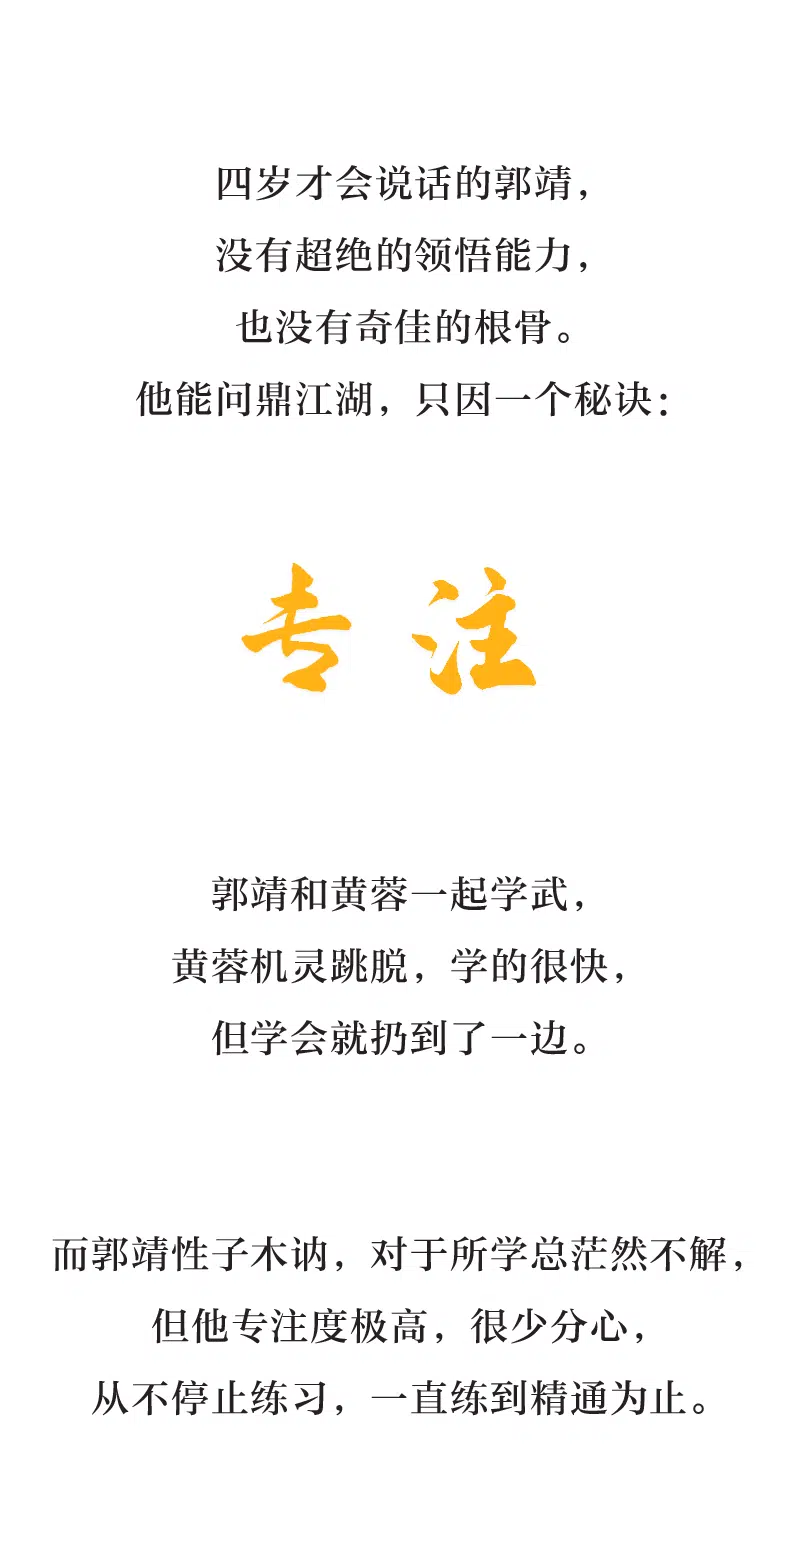 四岁才会说话的郭靖，
没有超绝的领悟能力，
也没有奇佳的根骨。
他能问鼎江湖，只因一个秘诀：
专注
郭靖和黄蓉一起学武，
黄蓉机灵跳脱，学的很快，
但学会就扔到了一边。
而郭靖性子木讷，对于所学总茫然不解，
但他专注度极高，很少分心，
从不停止练习，一直练到精通为止。